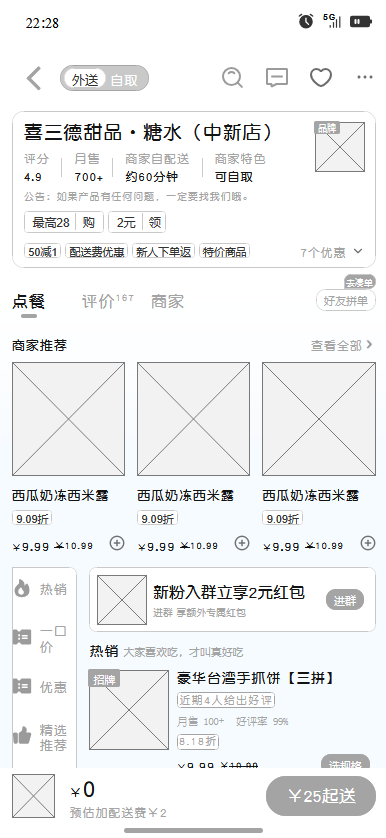 22:28
5G
外送 自取
喜三德甜品·糖水（中新店）
品牌
评分 月售 商家自配送 商家特色
4.9 700+ 约60分钟 可自取
公告：如果产品有任何问题，一定要找我们哦。
最高28 购 2元 领
50减1 配送费优惠 新人下单返 特价商品 7个优惠
去凑单
点餐 评价167 商家 好友拼单
商家推荐 查看全部
西瓜奶冻西米露 西瓜奶冻西米露 西瓜奶冻西米露
9.09折 9.09折 9.09折
¥9.99 ¥10.99 ¥9.99 ¥10.99 ¥9.99 ¥10.99
热销
一口价
优惠
精选推荐
新粉入群立享2元红包
进群 享额外专属红包
进群
热销 大家喜欢吃，才叫真好吃
招牌
豪华台湾手抓饼【三拼】
近期4人给出好评
月售 100+ 好评率 99%
8.18折
¥9.99 ¥10.99 选规格
¥0
预估加配送费¥2
¥25起送